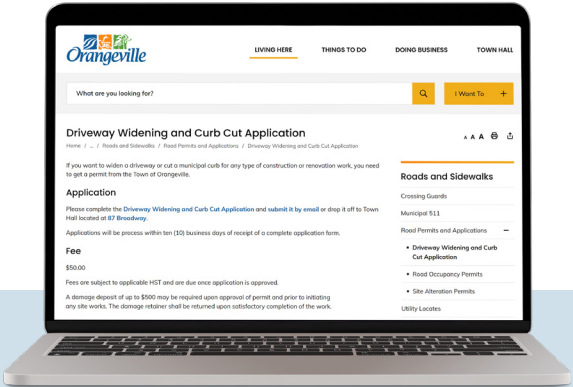 Orangeville
LIVING HERE
THINGS TO DO
DOING BUSINESS
TOWN HALL
What are you looking for?
I Want To +
Driveway Widening and Curb Cut Application
A A A
Home / ... / Roads and Sidewalks / Road Permits and Applications / Driveway Widening and Curb Cut Application
If you want to widen a driveway or cut a municipal curb for any type of construction or renovation work, you need
to get a permit from the Town of Orangeville.
Application
Please complete the Driveway Widening and Curb Cut Application and submit it by email or drop it off to Town
Hall located at 87 Broadway.
Applications will be process within ten (10) business days of receipt of a complete application form.
Fee
$50.00
Fees are subject to applicable HST and are due once application is approved.
A damage deposit of up to $500 may be required upon approval of permit and prior to initiating
any site works. The damage retainer shall be returned upon satisfactory completion of the work.
Roads and Sidewalks
Crossing Guards
Municipal 511
Road Permits and Applications –
• Driveway Widening and Curb
Cut Application
• Road Occupancy Permits
• Site Alteration Permits
Utility Locates